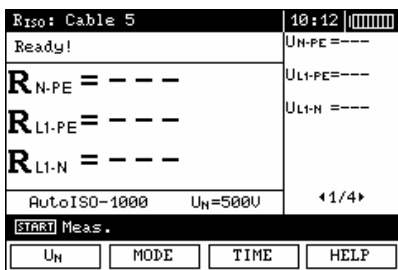 RISO: Cable 5 10:12
Ready!
RN-PE = – – –
RL1-PE = – – –
RL1-N = – – –
UN-PE =---
UL1-PE=---
UL1-N =---
AutoISO-1000 UN=500V
1/4
START Meas.
UN MODE TIME HELP